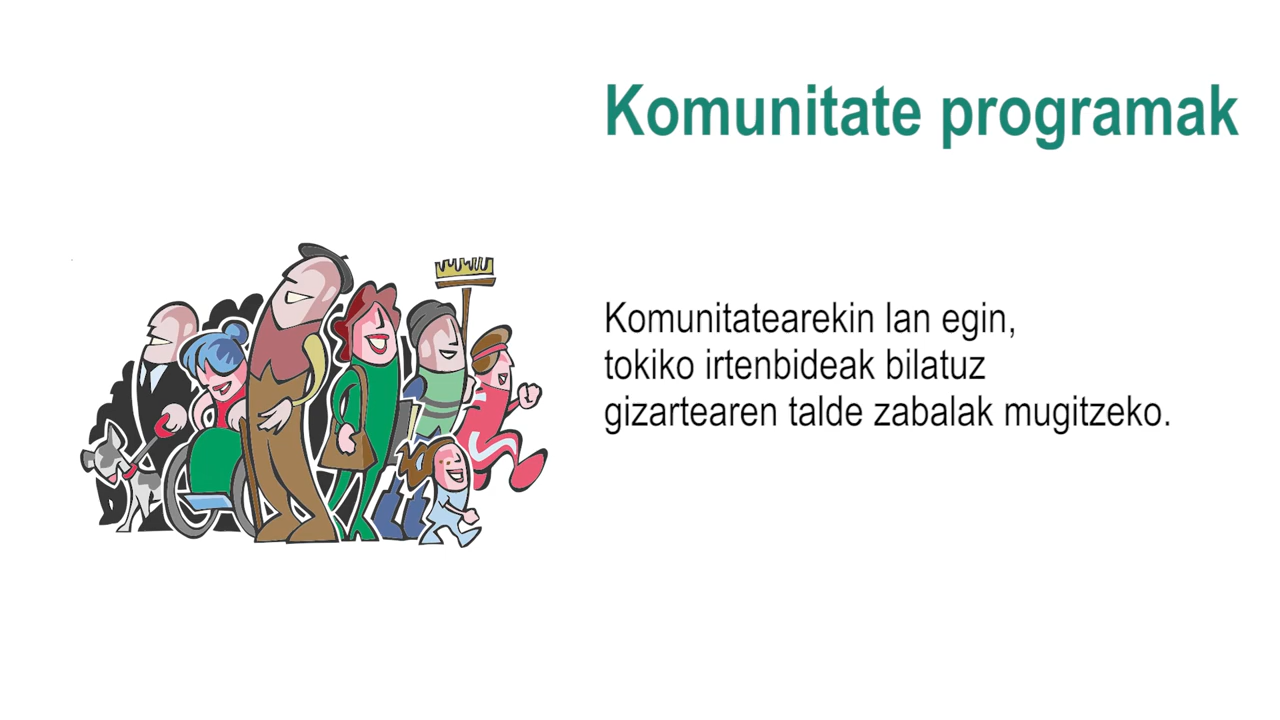 Komunitate programak
Komunitatearekin lan egin,
tokiko irtenbideak bilatuz
gizartearen talde zabalak mugitzeko.